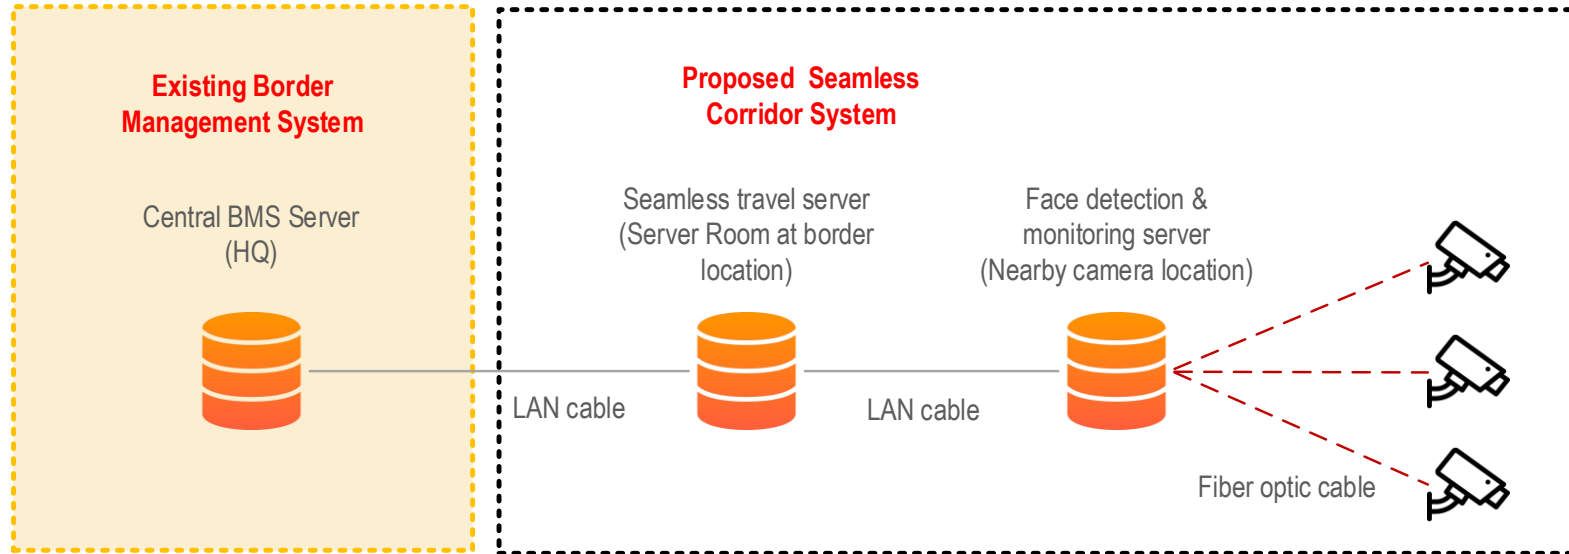 Existing Border
Management System
Central BMS Server
(HQ)
Proposed Seamless
Corridor System
Seamless travel server
(Server Room at border
location)
Face detection &
monitoring server
(Nearby camera location)
LAN cable
LAN cable
Fiber optic cable